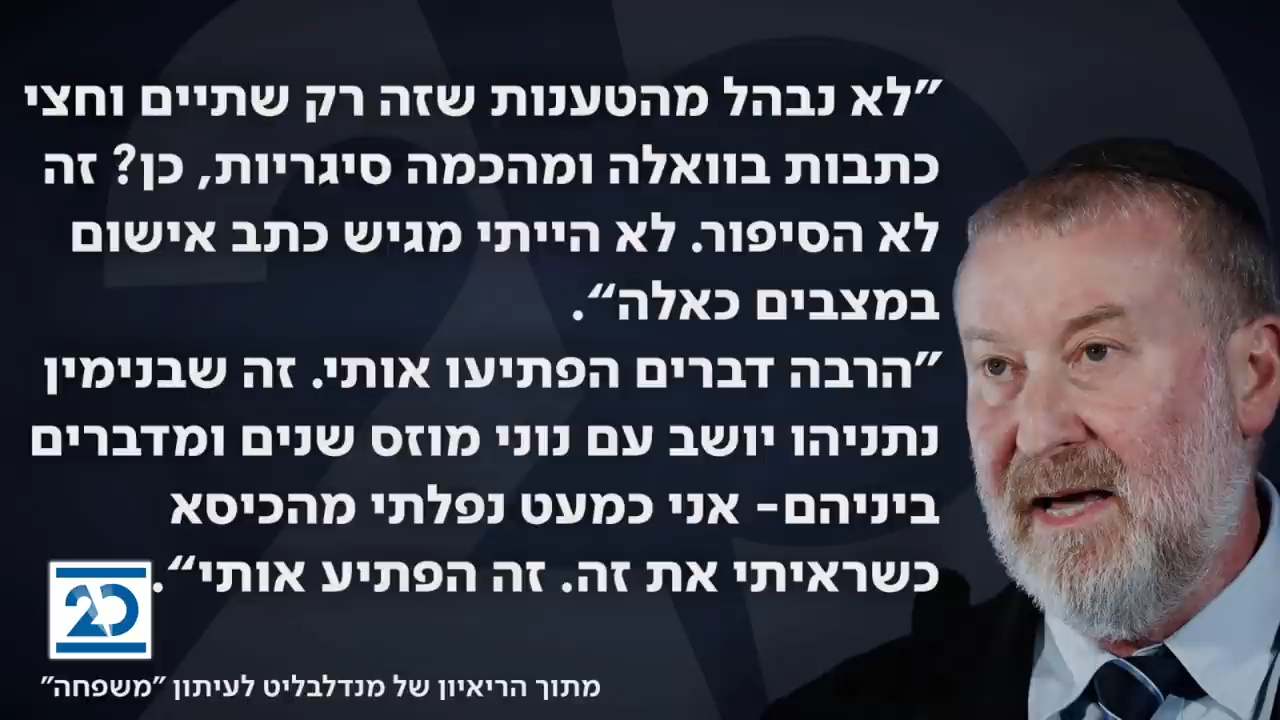 "לא נבהל מהטענות שזה רק שתיים וחצי
כתבות בוואלה ומהכמה סיגריות, כן? זה
לא הסיפור. לא הייתי מגיש כתב אישום
במצבים כאלה".
"הרבה דברים הפתיעו אותי. זה שבנימין
נתניהו יושב עם נוני מוזס שנים ומדברים
ביניהם- אני כמעט נפלתי מהכיסא
כשראיתי את זה. זה הפתיע אותי".
20
מתוך הריאיון של מנדלבליט לעיתון "משפחה"